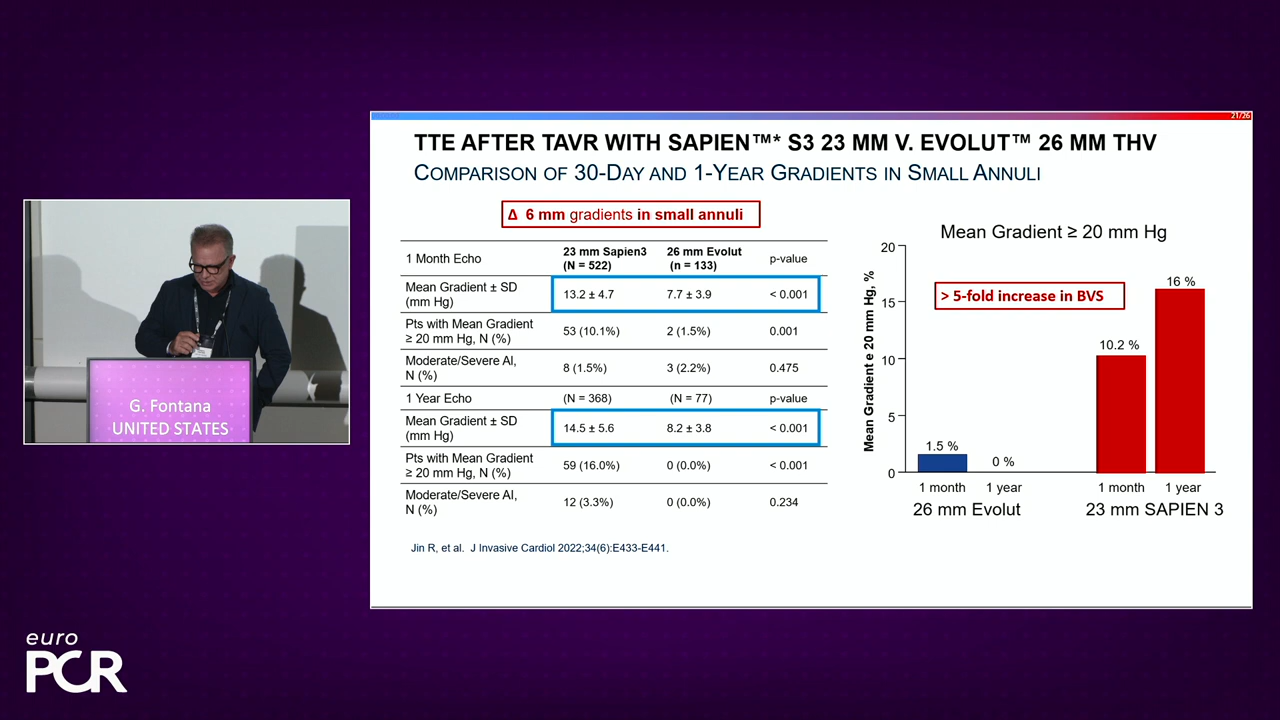 21/26
TTE AFTER TAVR WITH SAPIEN™* S3 23 MM V. EVOLUT™ 26 MM THV
COMPARISON OF 30-DAY AND 1-YEAR GRADIENTS IN SMALL ANNULI
Δ 6 mm gradients in small annuli
1 Month Echo 23 mm Sapien3 (N = 522) 26 mm Evolut (n = 133) p-value
Mean Gradient ± SD (mm Hg) 13.2 ± 4.7 7.7 ± 3.9 < 0.001
Pts with Mean Gradient ≥ 20 mm Hg, N (%) 53 (10.1%) 2 (1.5%) 0.001
Moderate/Severe AI, N (%) 8 (1.5%) 3 (2.2%) 0.475
1 Year Echo (N = 368) (N = 77) p-value
Mean Gradient ± SD (mm Hg) 14.5 ± 5.6 8.2 ± 3.8 < 0.001
Pts with Mean Gradient ≥ 20 mm Hg, N (%) 59 (16.0%) 0 (0.0%) < 0.001
Moderate/Severe AI, N (%) 12 (3.3%) 0 (0.0%) 0.234
Jin R, et al. J Invasive Cardiol 2022;34(6):E433-E441.
Mean Gradient ≥ 20 mm Hg
Mean Gradient e 20 mm Hg, %
20
15
10
5
0
> 5-fold increase in BVS
1.5 %
0 %
10.2 %
16 %
1 month 1 year 1 month 1 year
26 mm Evolut 23 mm SAPIEN 3
G. Fontana
UNITED STATES
euro
PCR